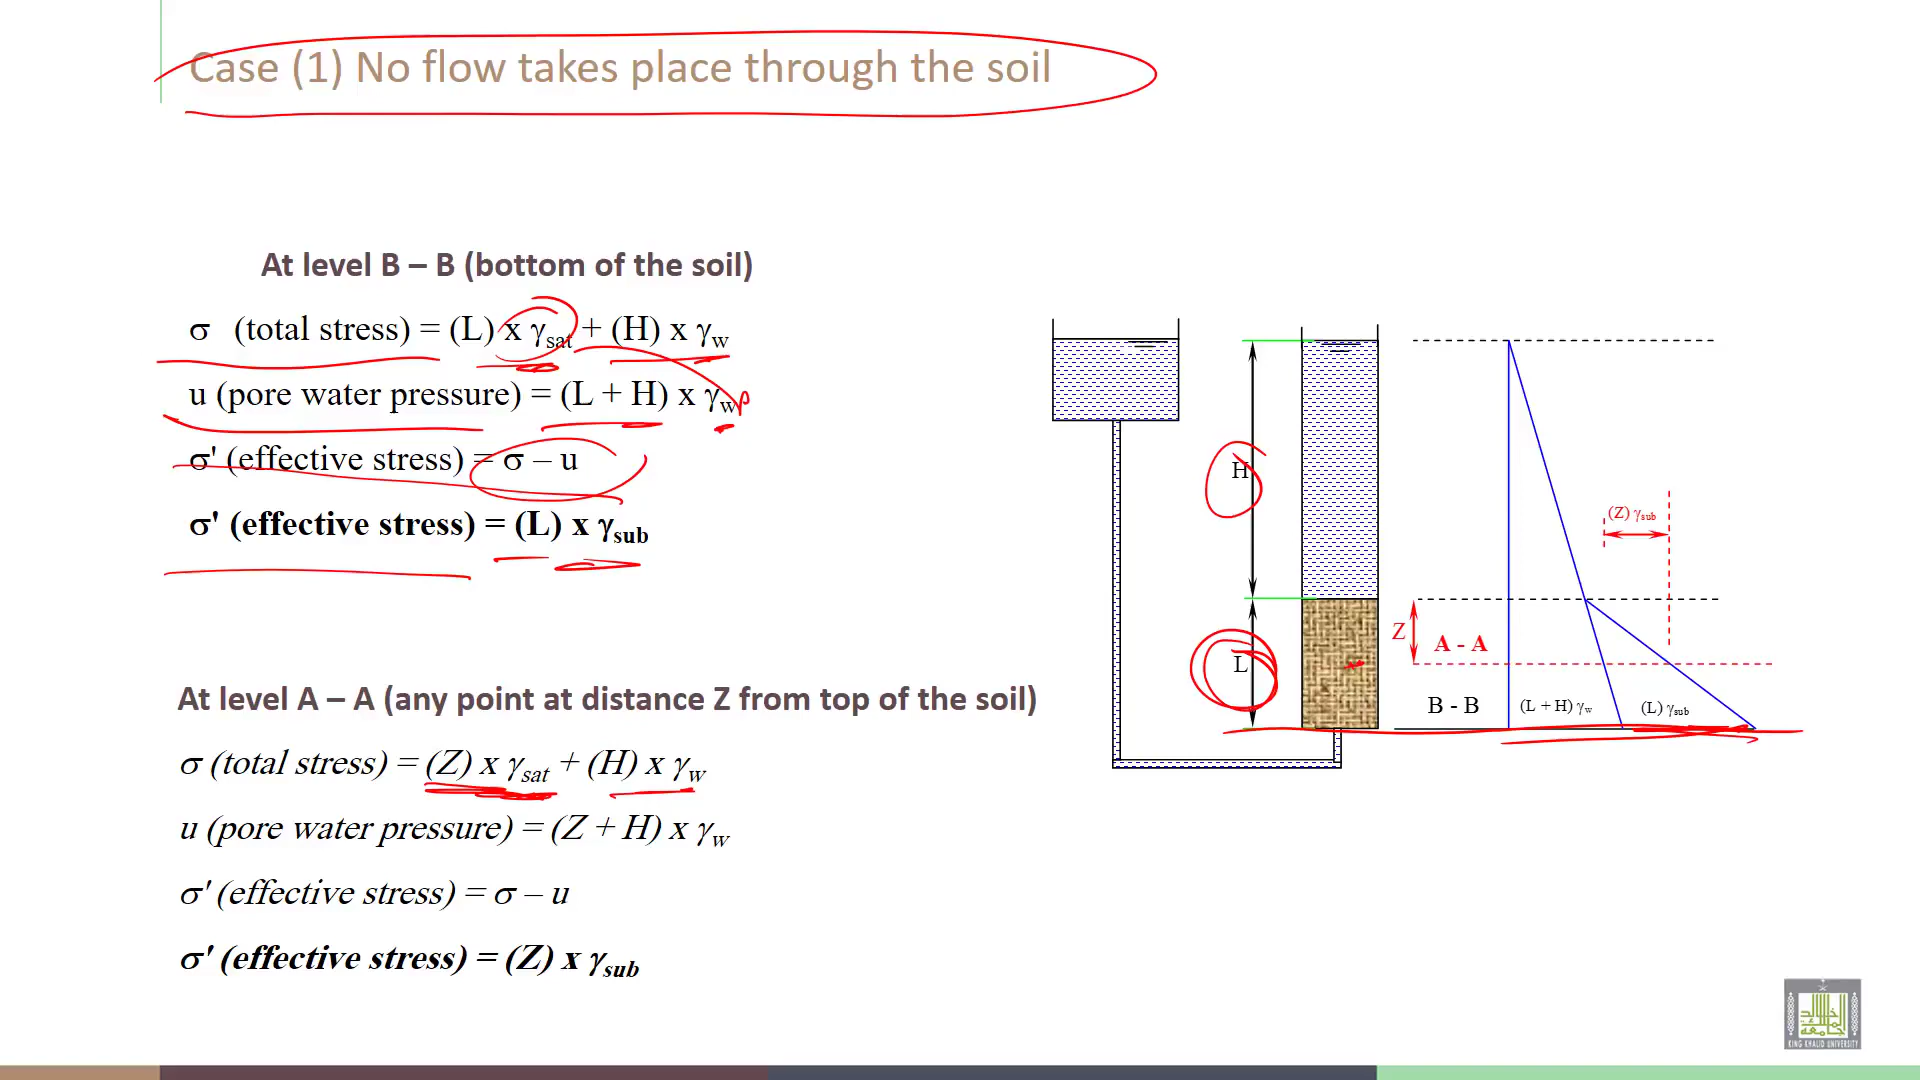 Case (1) No flow takes place through the soil
At level B – B (bottom of the soil)
σ (total stress) = (L) x γsat + (H) x γw
u (pore water pressure) = (L + H) x γw
σ' (effective stress) = σ – u
σ' (effective stress) = (L) x γsub
At level A – A (any point at distance Z from top of the soil)
σ (total stress) = (Z) x γsat + (H) x γw
u (pore water pressure) = (Z + H) x γw
σ' (effective stress) = σ – u
σ' (effective stress) = (Z) x γsub
H
L
(Z) γsub
Z
A - A
B - B
(L + H) γw
(L) γsub
KING KHALID UNIVERSITY